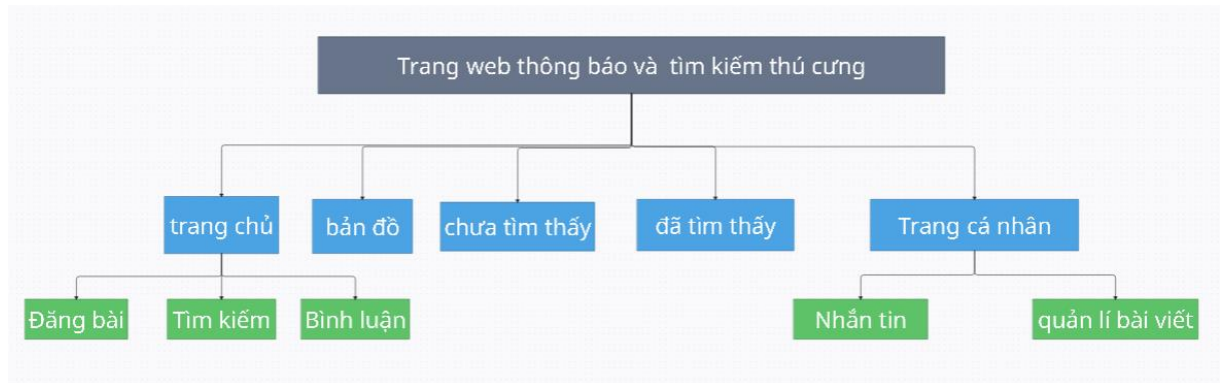 Trang web thông báo và tìm kiếm thú cưng
trang chủ
bản đồ
chưa tìm thấy
đã tìm thấy
Trang cá nhân
Đăng bài
Tìm kiếm
Bình luận
Nhắn tin
quản lí bài viết